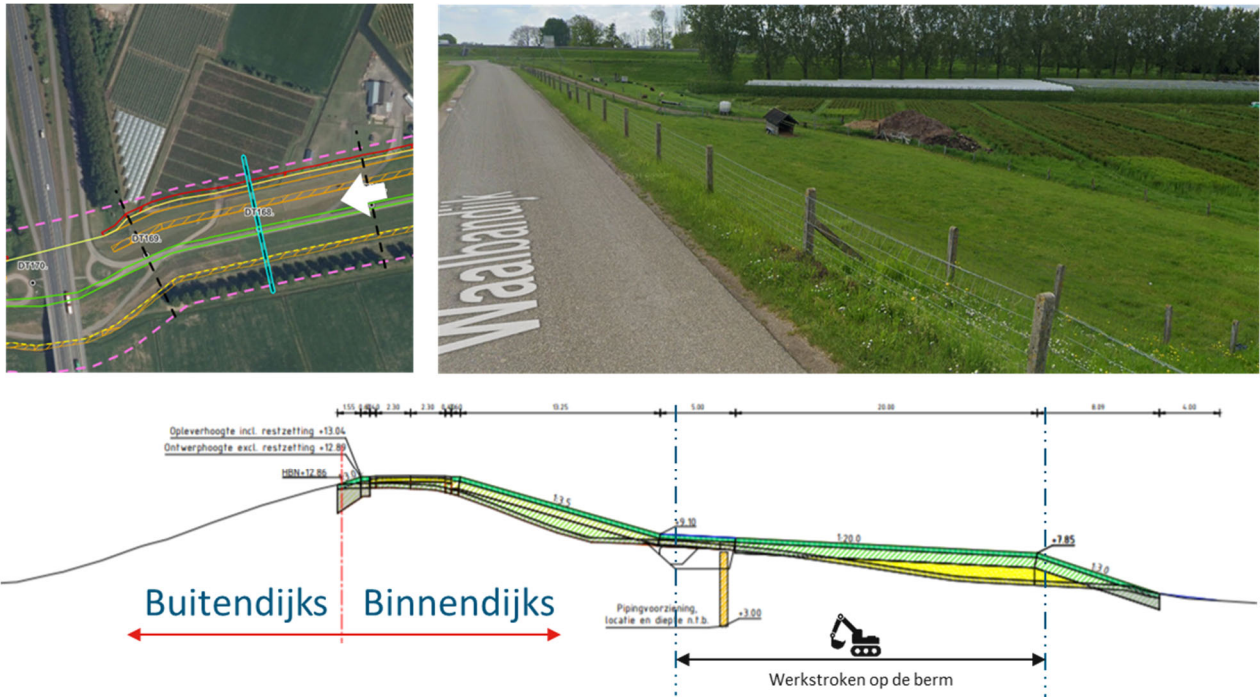 DT168.
DT169.
DT170.
Waalbandijk
1.55
2.30
2.30
13.25
5.00
20.00
8.09
4.00
Opleverhoogte incl. restzetting +13.04
Ontwerphoogte excl. restzetting +12.89
HBN+12.86
1:3.5
+9.10
1:20.0
+7.85
1:3.0
Buitendijks
Binnendijks
Pipingvoorziening,
locatie en diepte n.t.b.
+3.00
Werkstroken op de berm